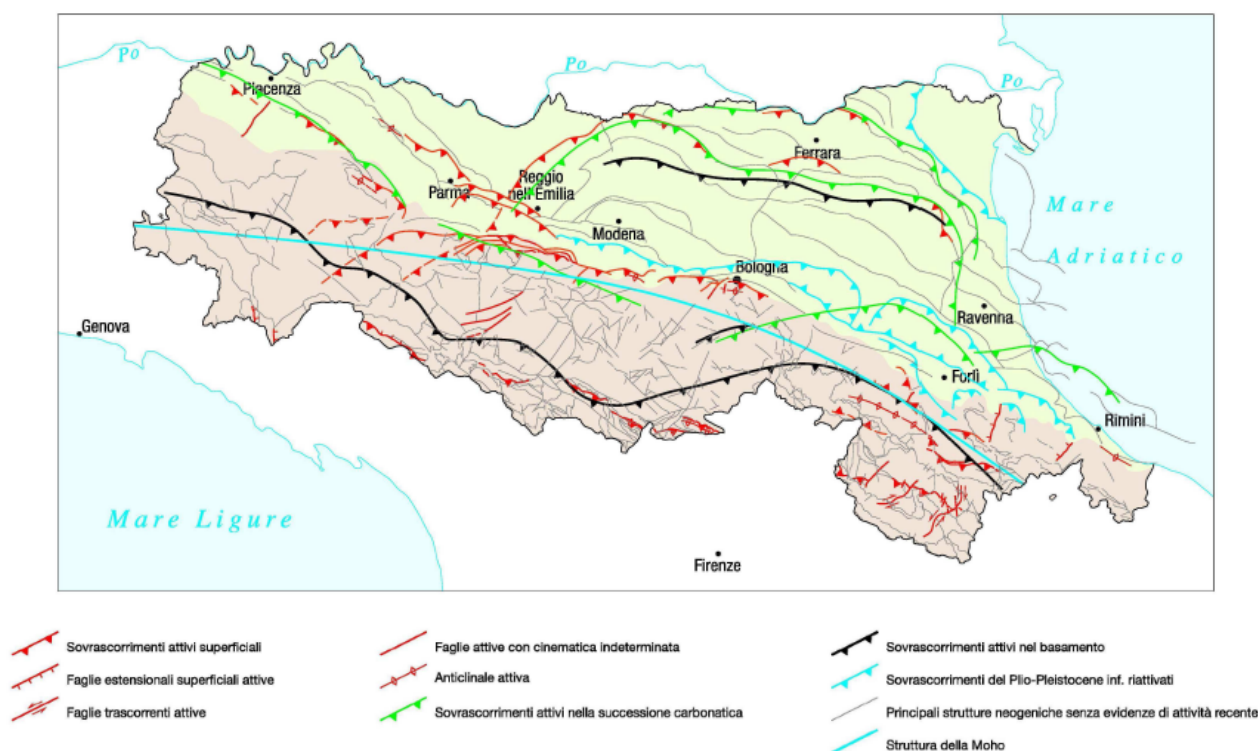 Po
Po
Po
Piacenza
Ferrara
Parma
Reggio
nell'Emilia
Modena
Mare
Adriatico
Bologna
Ravenna
Genova
Forlì
Rimini
Mare Ligure
Firenze
Sovrascorrimenti attivi superficiali
Faglie estensionali superficiali attive
Faglie trascorrenti attive
Faglie attive con cinematica indeterminata
Anticlinale attiva
Sovrascorrimenti attivi nella successione carbonatica
Sovrascorrimenti attivi nel basamento
Sovrascorrimenti del Plio-Pleistocene inf. riattivati
Principali strutture neogeniche senza evidenze di attività recente
Struttura della Moho